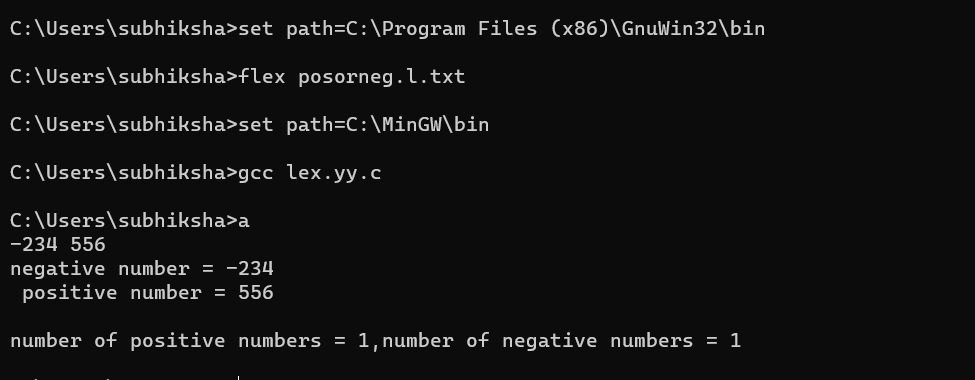 C:\Users\subhiksha>set path=C:\Program Files (x86)\GnuWin32\bin
C:\Users\subhiksha>flex posorneg.l.txt
C:\Users\subhiksha>set path=C:\MinGW\bin
C:\Users\subhiksha>gcc lex.yy.c
C:\Users\subhiksha>a
-234 556
negative number = -234
 positive number = 556
number of positive numbers = 1,number of negative numbers = 1